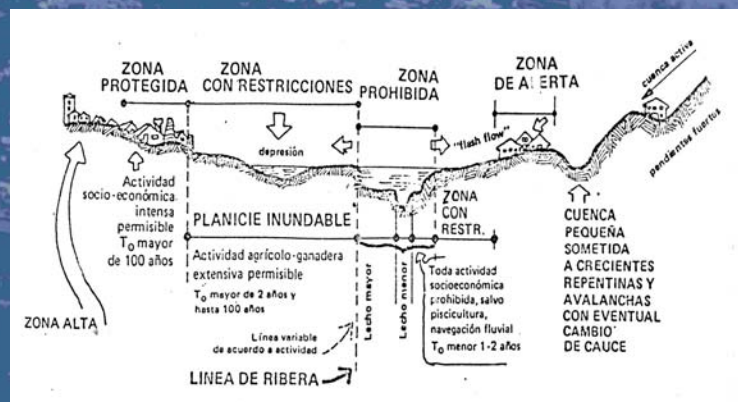 ZONA
PROTEGIDA
ZONA
CON RESTRICCIONES
ZONA
PROHIBIDA
ZONA
DE ALERTA
cuenca activa
pendientes fuertes
"flash flow"
depresión
Actividad
socio-económica
intensa
permisible
To mayor
de 100 años
ZONA ALTA
PLANICIE INUNDABLE
Actividad agrícolo-ganadera
extensiva permisible
To mayor de 2 años y
hasta 100 años
Línea variable
de acuerdo a actividad
LINEA DE RIBERA
Lecho mayor
Lecho menor
ZONA
CON
RESTR.
Toda actividad
socioeconómica
prohibida, salvo
piscicultura,
navegación fluvial
To menor 1-2 años
CUENCA
PEQUEÑA
SOMETIDA
A CRECIENTES
REPENTINAS Y
AVALANCHAS
CON EVENTUAL
CAMBIO
DE CAUCE